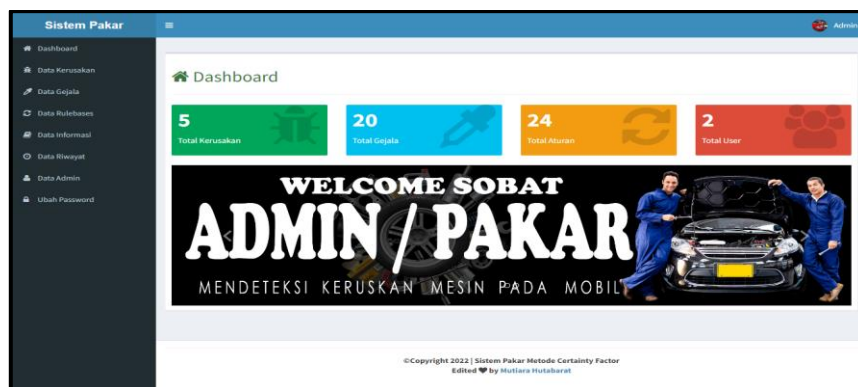 Sistem Pakar
Admin
Dashboard
Data Kerusakan
Data Gejala
Data Rulebases
Data Informasi
Data Riwayat
Data Admin
Ubah Password
Dashboard
5
Total Kerusakan
20
Total Gejala
24
Total Aturan
2
Total User
WELCOME SOBAT
ADMIN / PAKAR
MENDETEKSI KERUSKAN MESIN PADA MOBIL
©Copyright 2022 | Sistem Pakar Metode Certainty Factor
Edited ❤ by Mutiara Hutabarat